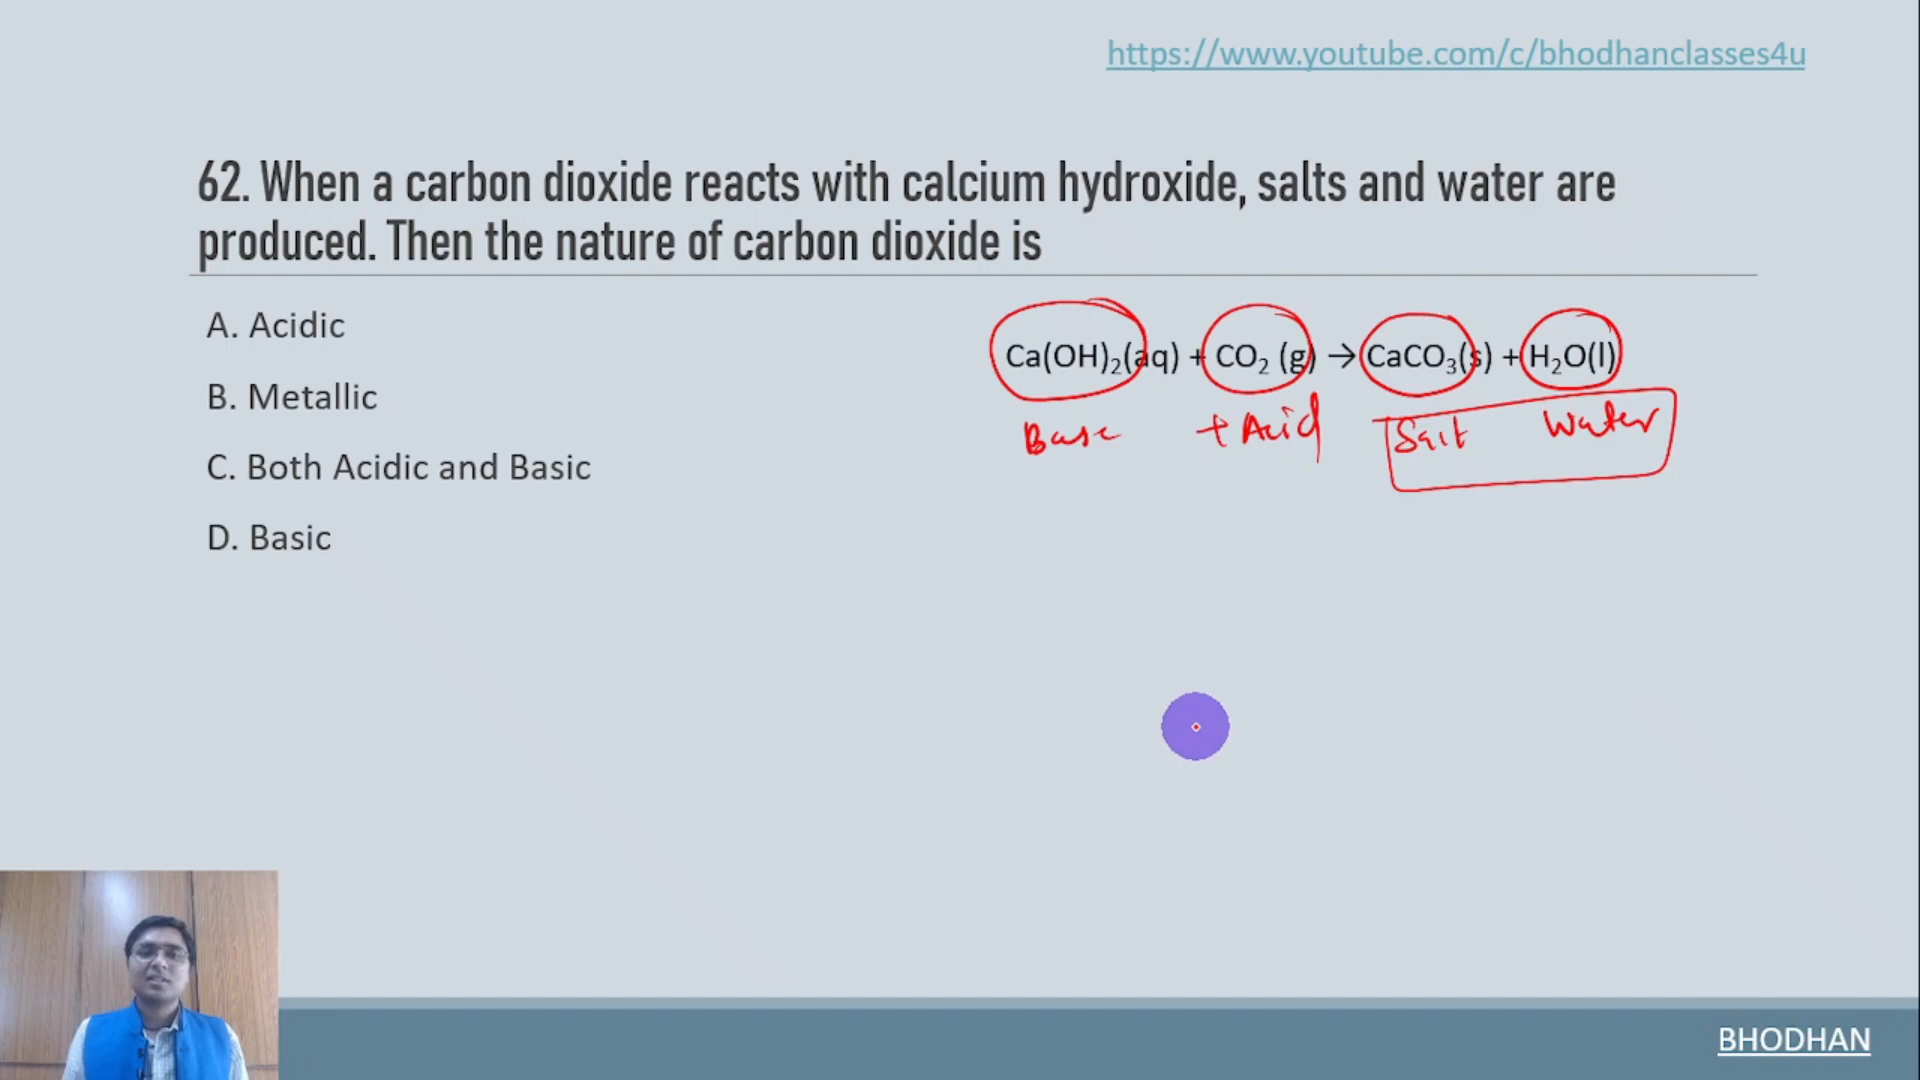 https://www.youtube.com/c/bhodhanclasses4u
62. When a carbon dioxide reacts with calcium hydroxide, salts and water are
produced. Then the nature of carbon dioxide is
A. Acidic
B. Metallic
C. Both Acidic and Basic
D. Basic
Ca(OH)₂(aq) + CO₂ (g) → CaCO₃(s) + H₂O(l)
Base + Acid Salt Water
BHODHAN